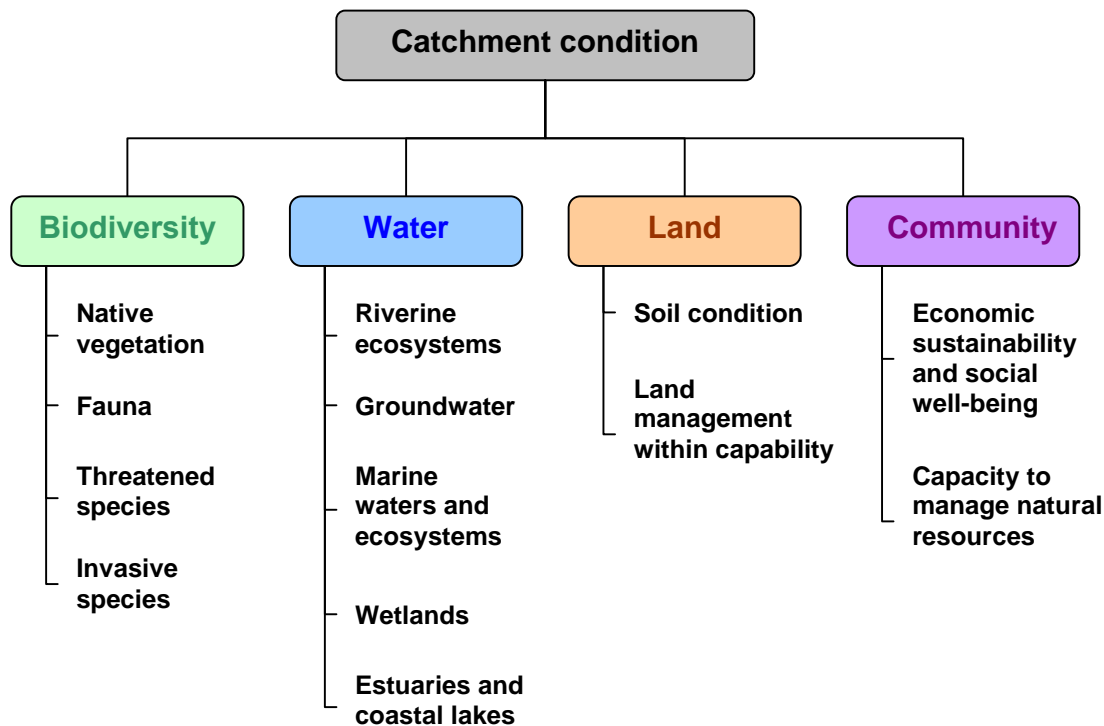 Catchment condition
Biodiversity
Native
vegetation
Fauna
Threatened
species
Invasive
species
Water
Riverine
ecosystems
Groundwater
Marine
waters and
ecosystems
Wetlands
Estuaries and
coastal lakes
Land
Soil condition
Land
management
within capability
Community
Economic
sustainability
and social
well-being
Capacity to
manage natural
resources